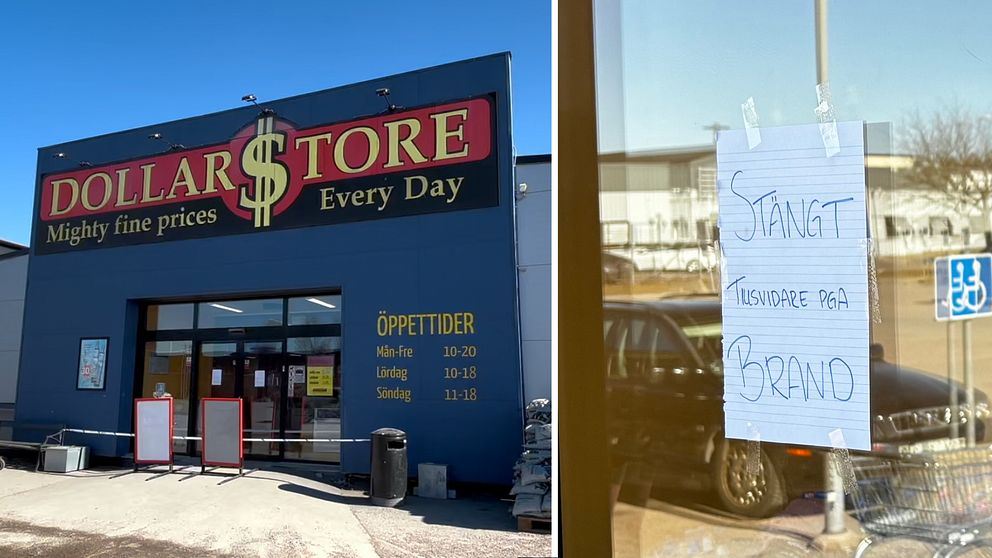 DOLLAR$TORE
Mighty fine prices
Every Day
ÖPPETTIDER
Mån-Fre 10-20
Lördag 10-18
Söndag 11-18
STÄNGT
TILLSVIDARE PGA
BRAND